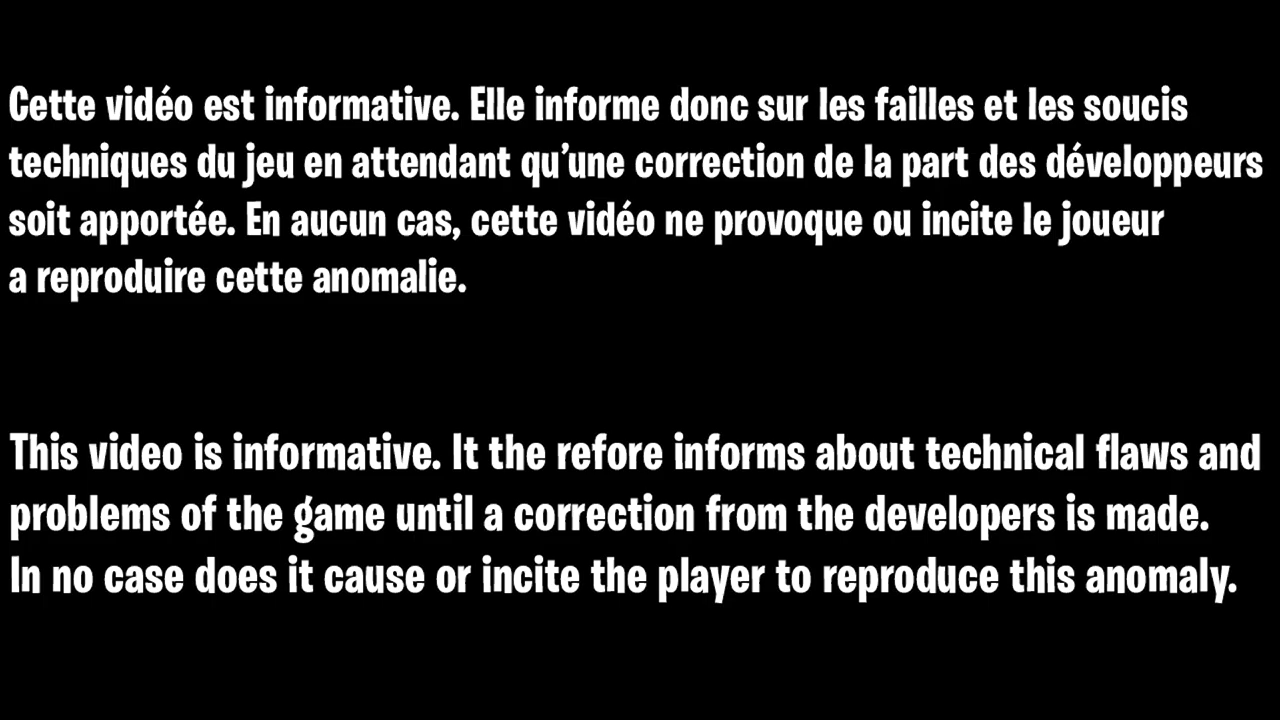 Cette vidéo est informative. Elle informe donc sur les failles et les soucis
techniques du jeu en attendant qu’une correction de la part des développeurs
soit apportée. En aucun cas, cette vidéo ne provoque ou incite le joueur
a reproduire cette anomalie.
This video is informative. It the refore informs about technical flaws and
problems of the game until a correction from the developers is made.
In no case does it cause or incite the player to reproduce this anomaly.